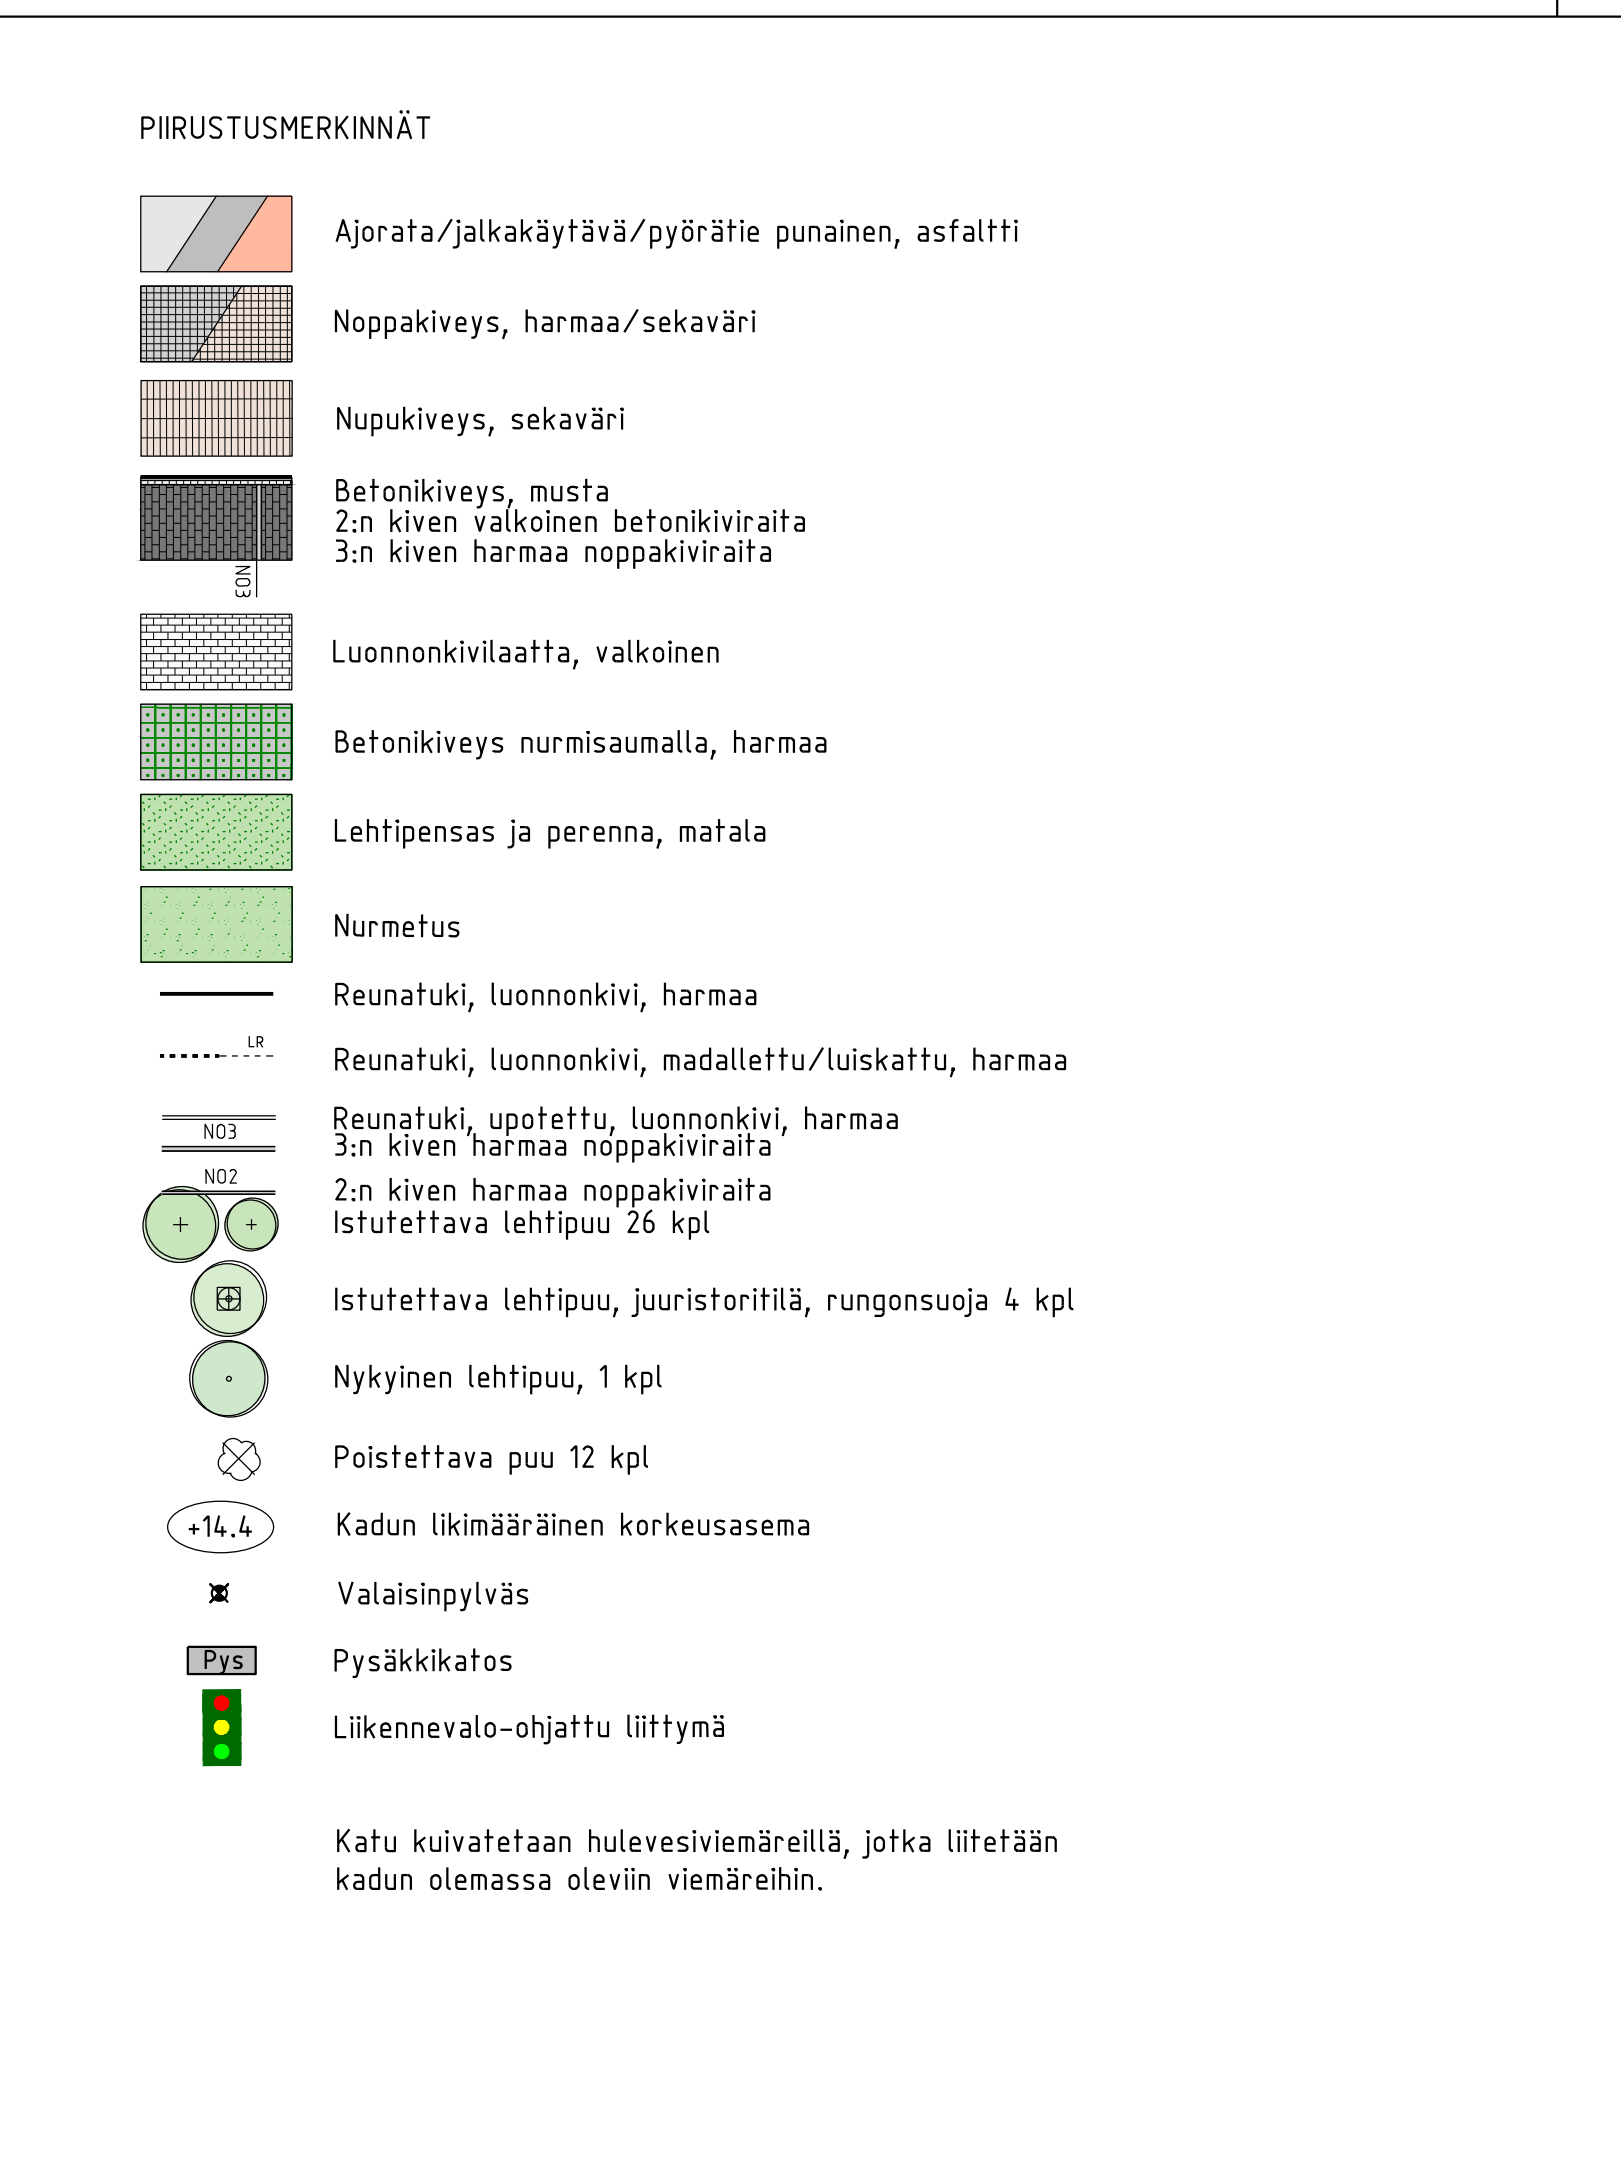 PIIRUSTUSMERKINNÄT
Ajorata/jalkakäytävä/pyörätie punainen, asfaltti
Noppakiveys, harmaa/sekaväri
Nupukiveys, sekaväri
Betonikiveys, musta
2:n kiven valkoinen betonikiviraita
3:n kiven harmaa noppakiviraita
NO3
Luonnonkivilaatta, valkoinen
Betonikiveys nurmisaumalla, harmaa
Lehtipensas ja perenna, matala
Nurmetus
Reunatuki, luonnonkivi, harmaa
LR
Reunatuki, luonnonkivi, madallettu/luiskattu, harmaa
Reunatuki, upotettu, luonnonkivi, harmaa
NO3
3:n kiven harmaa noppakiviraita
NO2
2:n kiven harmaa noppakiviraita
Istutettava lehtipuu 26 kpl
Istutettava lehtipuu, juuristoritilä, rungonsuoja 4 kpl
Nykyinen lehtipuu, 1 kpl
Poistettava puu 12 kpl
+14.4 Kadun likimääräinen korkeusasema
Valaisinpylväs
Pys Pysäkkikatos
Liikennevalo-ohjattu liittymä
Katu kuivatetaan hulevesiviemäreillä, jotka liitetään
kadun olemassa oleviin viemäreihin.